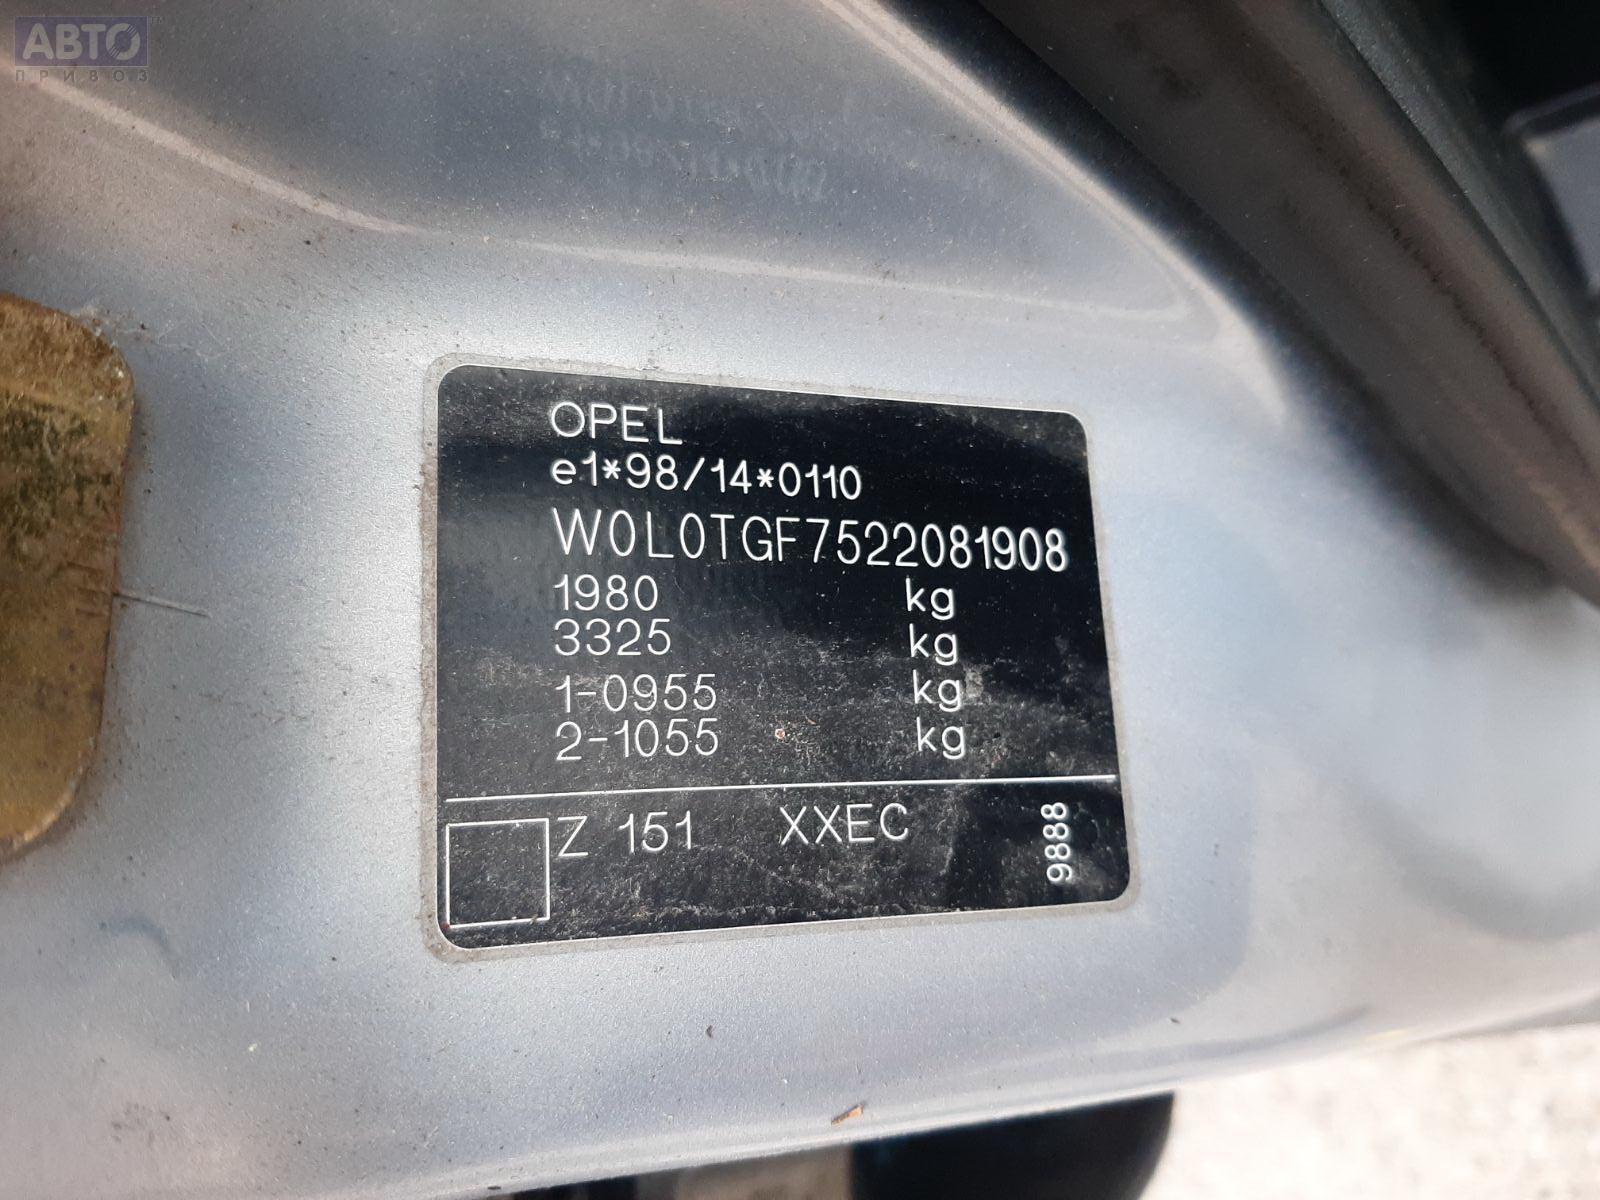 АВТО
ПРИВОЗ
OPEL
e1*98/14*0110
W0L0TGF7522081908
1980 kg
3325 kg
1-0955 kg
2-1055 kg
Z 151 XXEC
9888